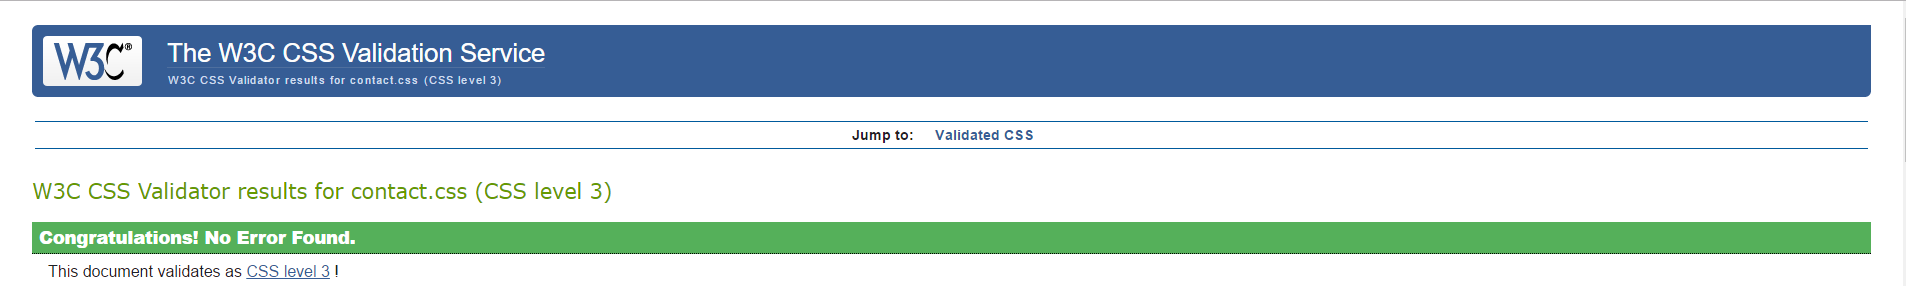 W3C®
The W3C CSS Validation Service
W3C CSS Validator results for contact.css (CSS level 3)
Jump to: Validated CSS
W3C CSS Validator results for contact.css (CSS level 3)
Congratulations! No Error Found.
This document validates as CSS level 3 !